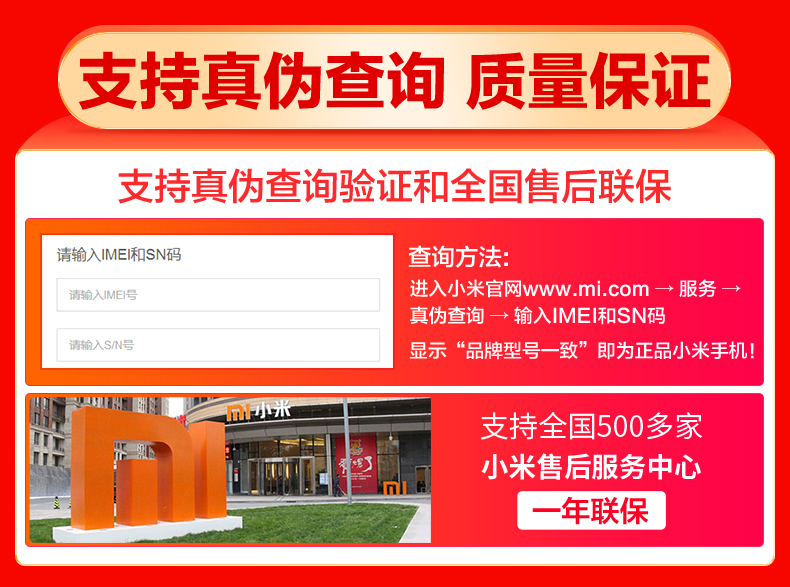 支持真伪查询 质量保证
支持真伪查询验证和全国售后联保
请输入IMEI和SN码
请输入IMEI号
请输入S/N号
查询方法:
进入小米官网www.mi.com → 服务 →
真伪查询 → 输入IMEI和SN码
显示“品牌型号一致”即为正品小米手机!
mi 小米
mi
支持全国500多家
小米售后服务中心
一年联保